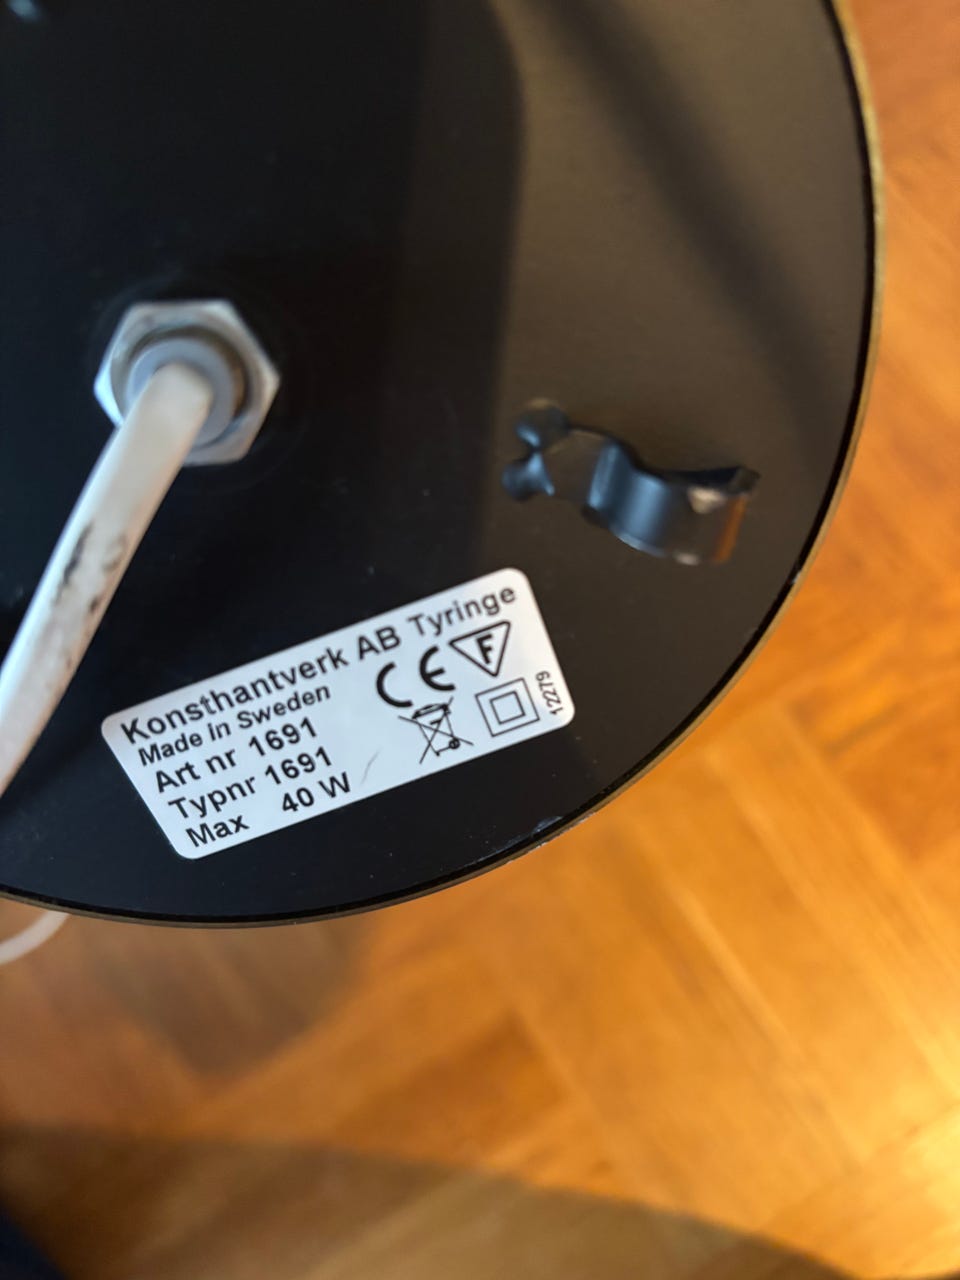 Konsthantverk AB Tyringe
Made in Sweden
Art nr 1691
Typnr 1691
Max 40 W
CE
F
12279